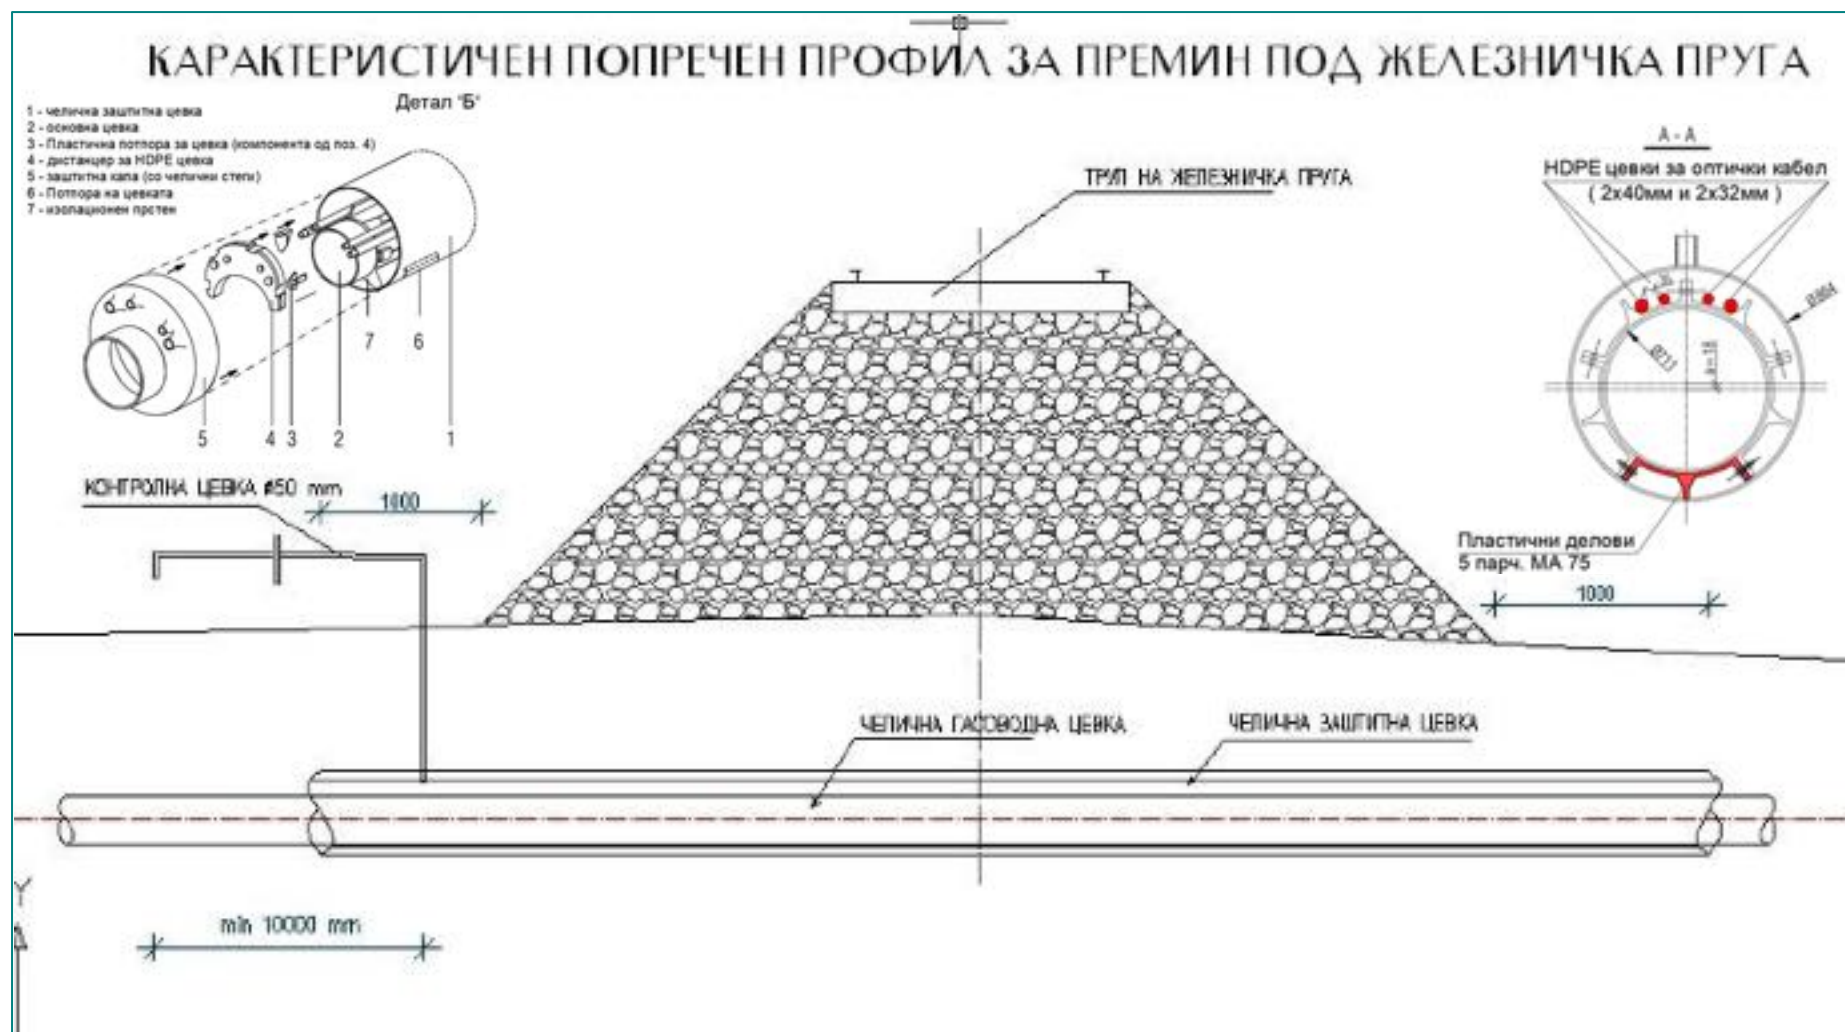 КАРАКТЕРИСТИЧЕН ПОПРЕЧЕН ПРОФИЛ ЗА ПРЕМИН ПОД ЖЕЛЕЗНИЧКА ПРУГА
Детал "Б"
1 - челична заштитна цевка
2 - основна цевка
3 - Пластична потпора за цевка (компонента од поз. 4)
4 - дистанцер за HDPE цевка
5 - заштитна капа (со челични стеги)
6 - Потпора на цевката
7 - изолационен прстен
7
6
5
4
3
2
1
ТРУП НА ЖЕЛЕЗНИЧКА ПРУГА
A - A
HDPE цевки за оптички кабел
( 2x40мм и 2x32мм )
Ø711
Пластични делови
5 парч. MA 75
1000
КОНТРОЛНА ЦЕВКА ø50 mm
1000
ЧЕЛИЧНА ГАСОВОДНА ЦЕВКА
ЧЕЛИЧНА ЗАШТИТНА ЦЕВКА
min 10000 mm
Y